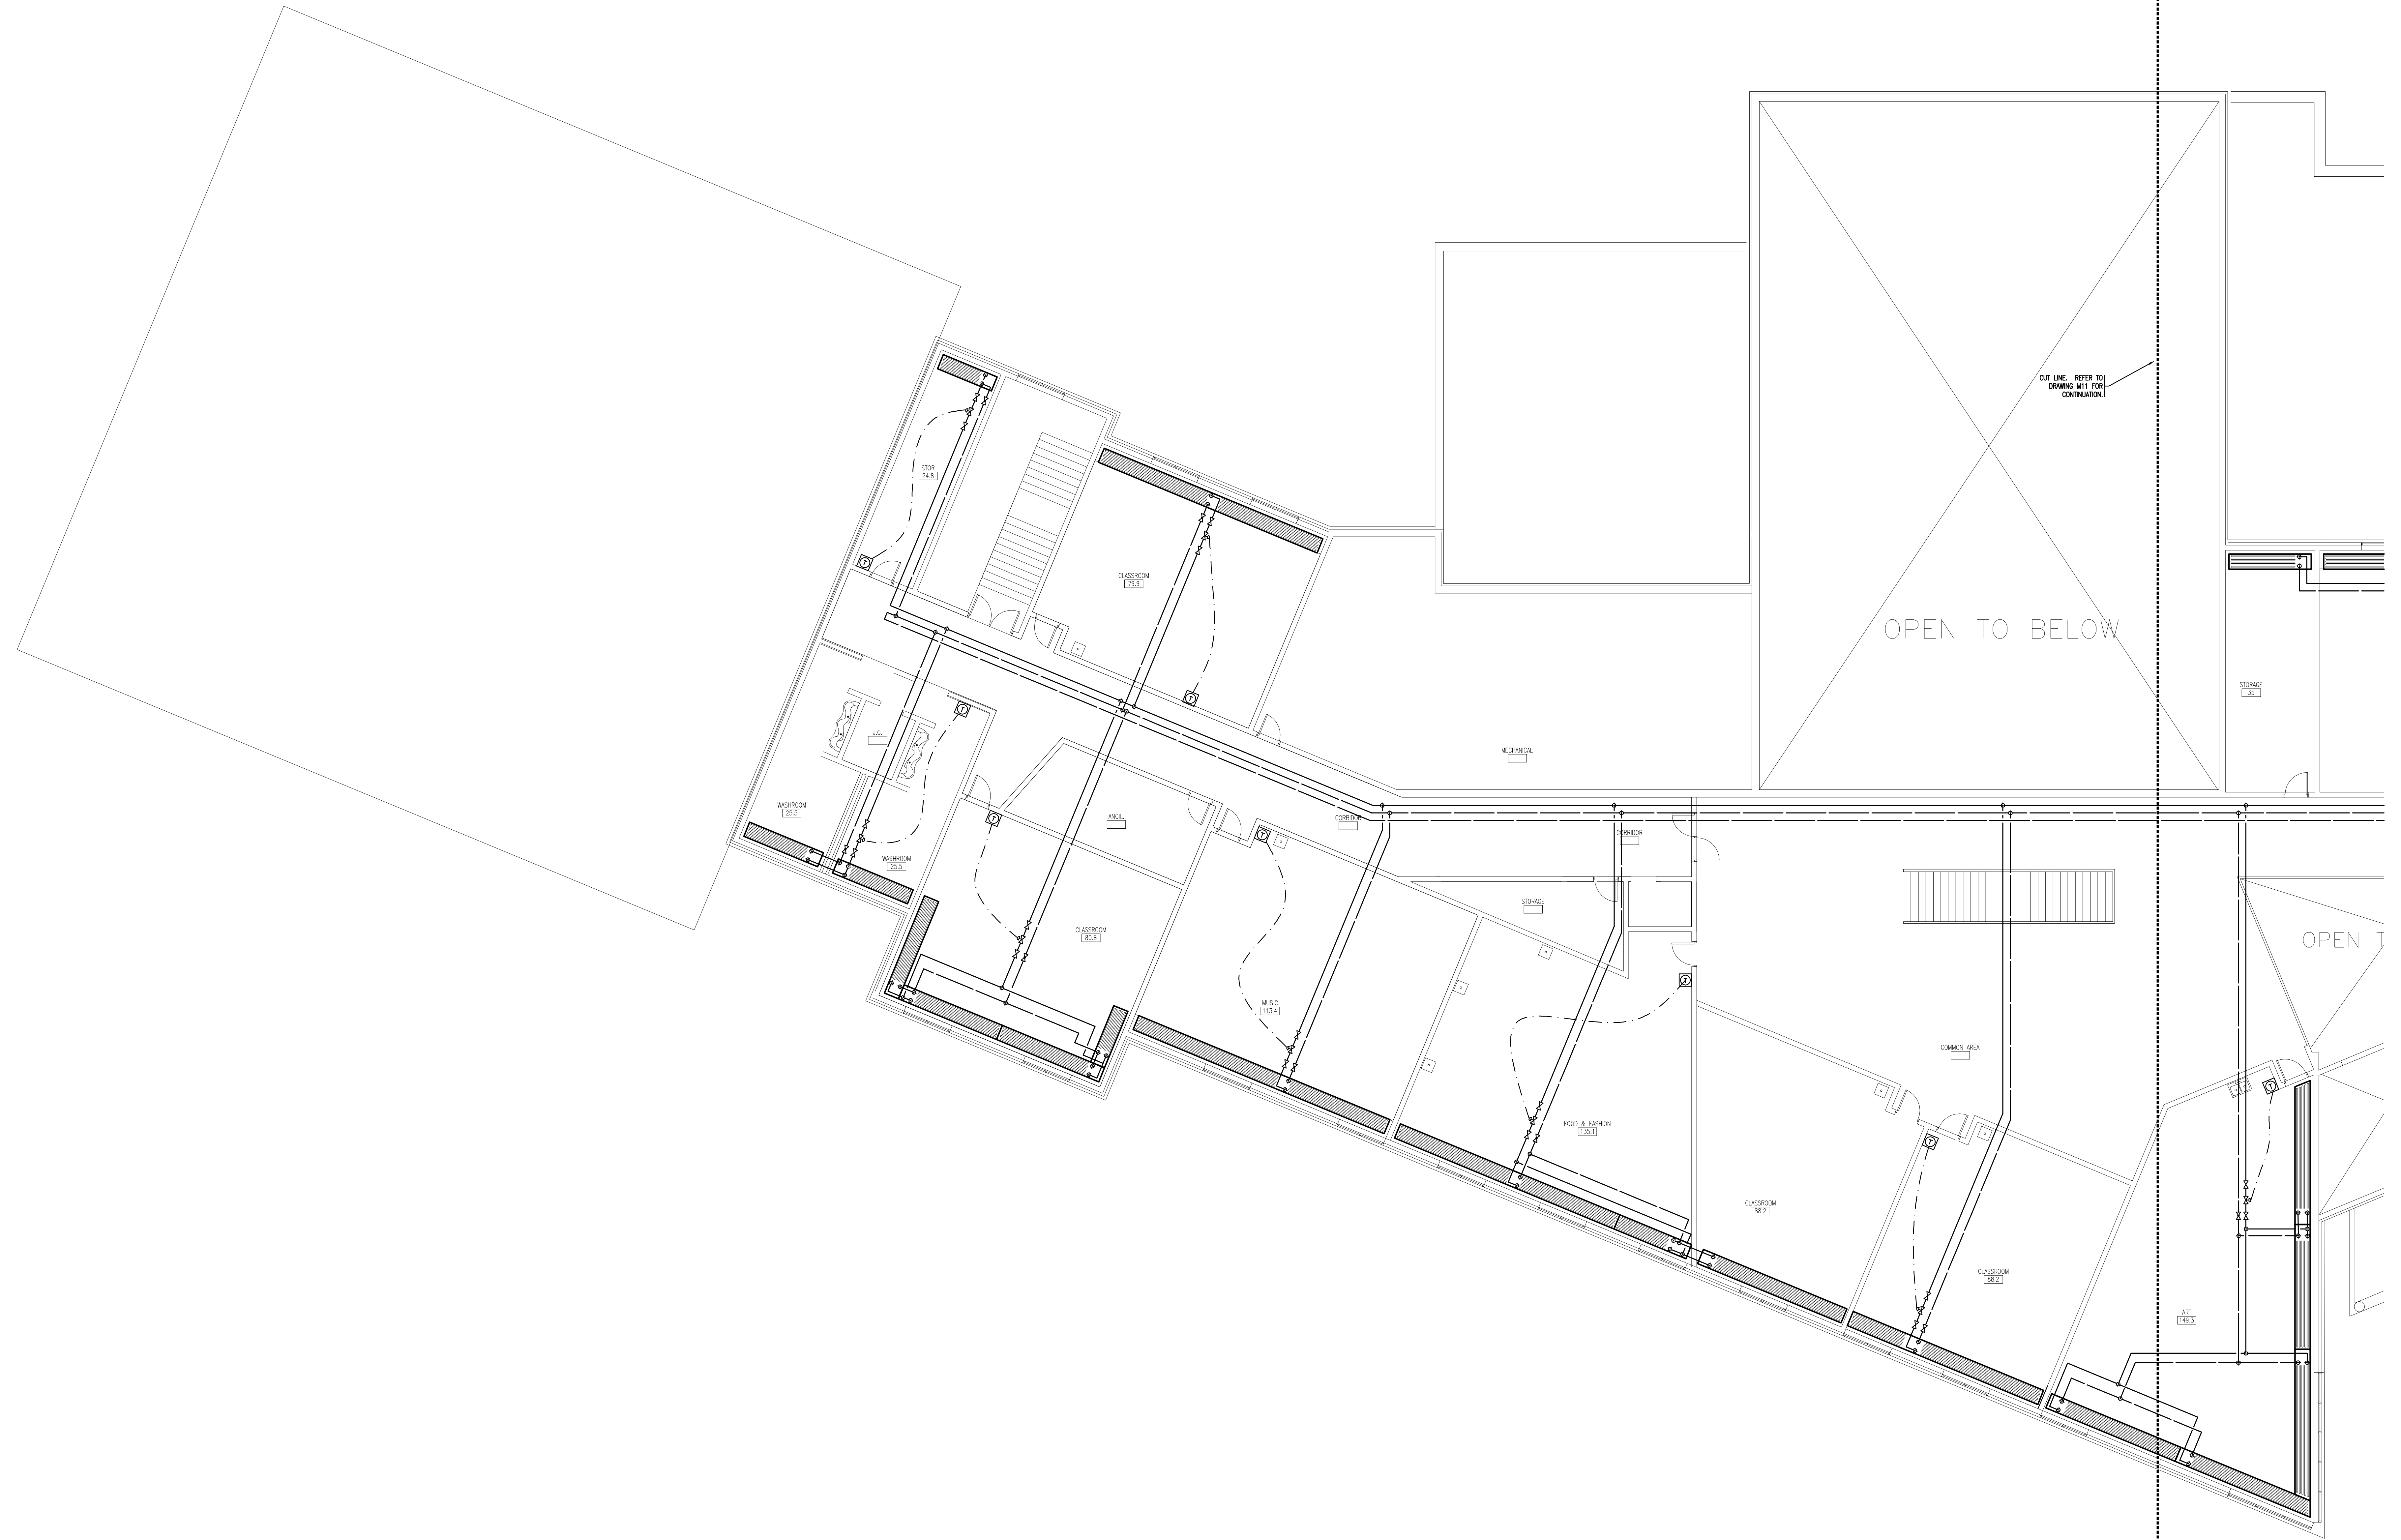 CUT LINE. REFER TO
DRAWING M11 FOR
CONTINUATION.
STOR
24.8
CLASSROOM
79.9
OPEN TO BELOW
STORAGE
35
J.C.
MECHANICAL
WASHROOM
25.5
ANCIL.
CORRIDOR
CORRIDOR
WASHROOM
25.5
STORAGE
CLASSROOM
80.8
OPEN T
MUSIC
113.4
COMMON AREA
FOOD & FASHION
135.1
CLASSROOM
88.2
CLASSROOM
88.2
ART
149.3
T
T
T
T
T
T
T
T